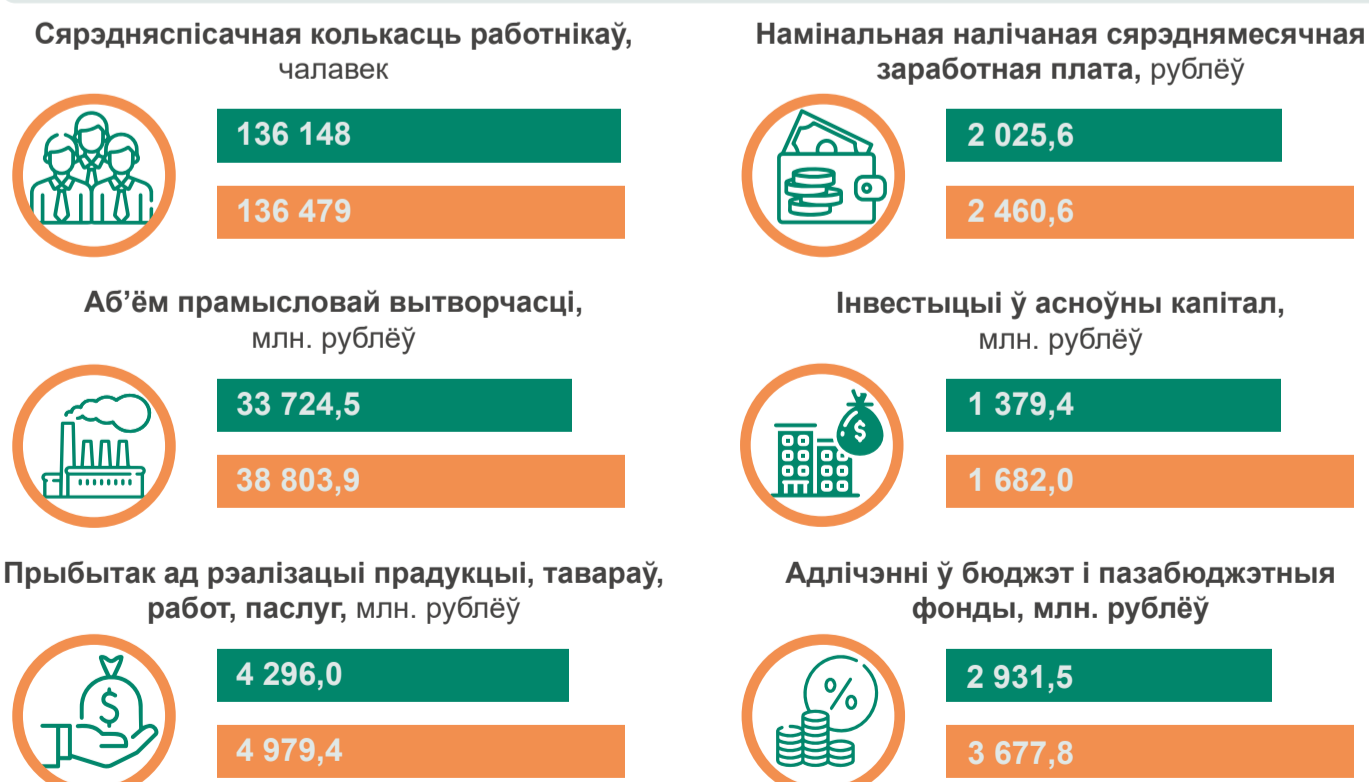 Сярэдняспісачная колькасць работнікаў,
чалавек
136 148
136 479
Намінальная налічаная сярэднямесячная
заработная плата, рублёў
2 025,6
2 460,6
Аб’ём прамысловай вытворчасці,
млн. рублёў
33 724,5
38 803,9
Інвестыцыі ў асноўны капітал,
млн. рублёў
$
1 379,4
1 682,0
Прыбытак ад рэалізацыі прадукцыі, тавараў,
работ, паслуг, млн. рублёў
$
4 296,0
4 979,4
Адлічэнні ў бюджэт і пазабюджэтныя
фонды, млн. рублёў
%
2 931,5
3 677,8